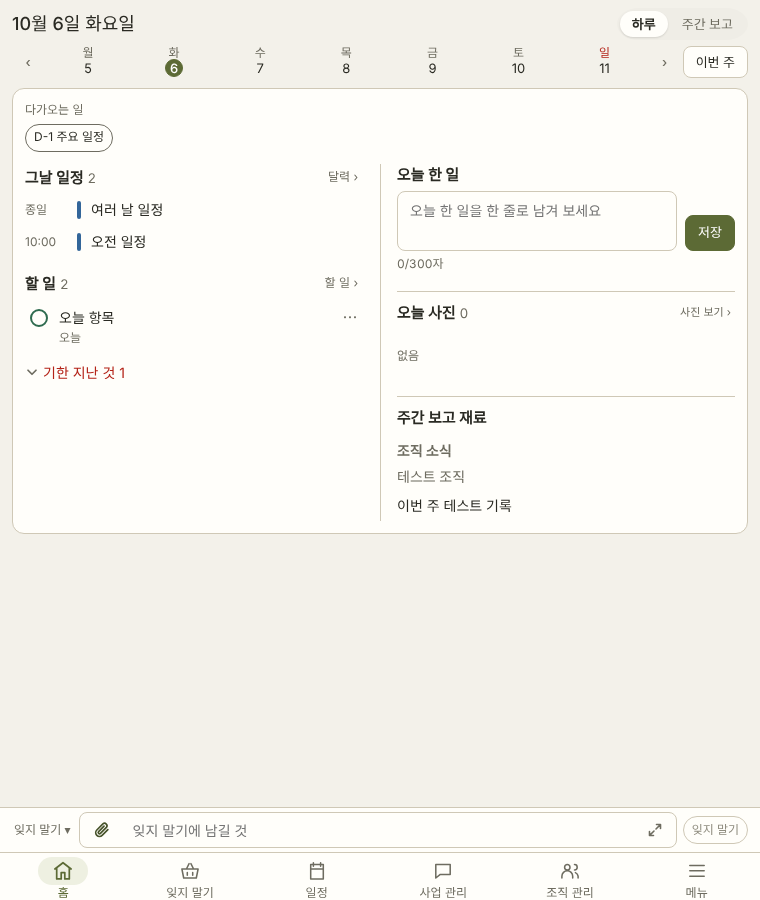 10월 6일 화요일
하루 주간 보고
‹ 월 화 수 목 금 토 일 › 이번 주
5 6 7 8 9 10 11
다가오는 일
D-1 주요 일정
그날 일정 2 달력 ›
종일 여러 날 일정
10:00 오전 일정
할 일 2 할 일 ›
오늘 항목 ...
오늘
기한 지난 것 1
오늘 한 일
오늘 한 일을 한 줄로 남겨 보세요
저장
0/300자
오늘 사진 0 사진 보기 ›
없음
주간 보고 재료
조직 소식
테스트 조직
이번 주 테스트 기록
잊지 말기 ▾ 잊지 말기에 남길 것 잊지 말기
홈 잊지 말기 일정 사업 관리 조직 관리 메뉴